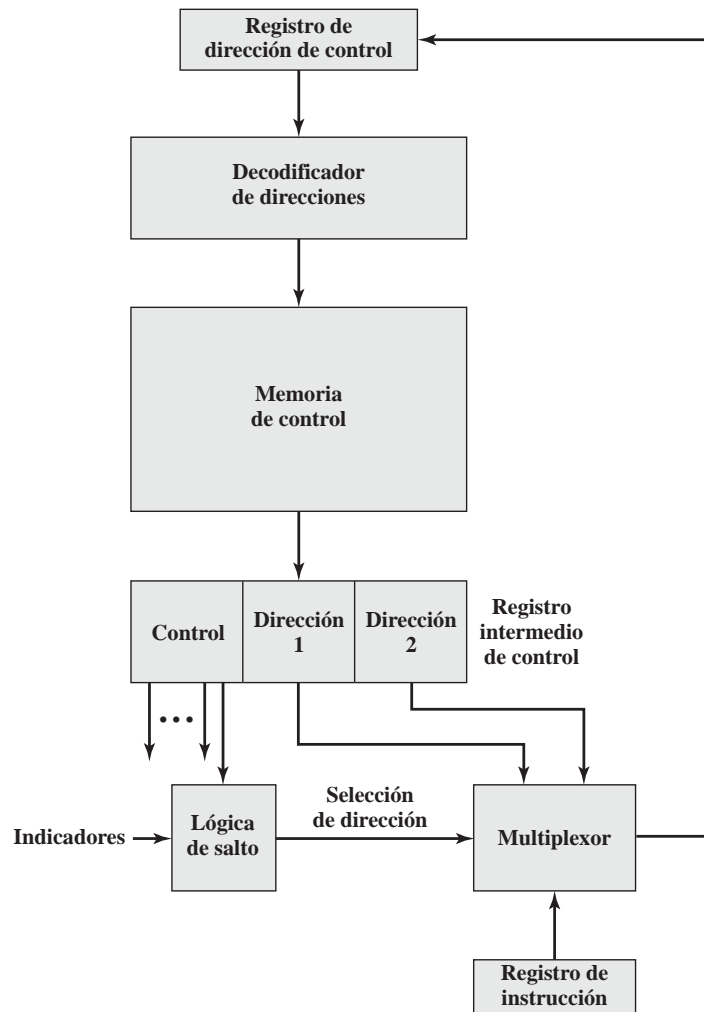 Registro de
dirección de control
Decodificador
de direcciones
Memoria
de control
Control
Dirección
1
Dirección
2
Registro
intermedio
de control
Indicadores
Lógica
de salto
Selección
de dirección
Multiplexor
Registro de
instrucción